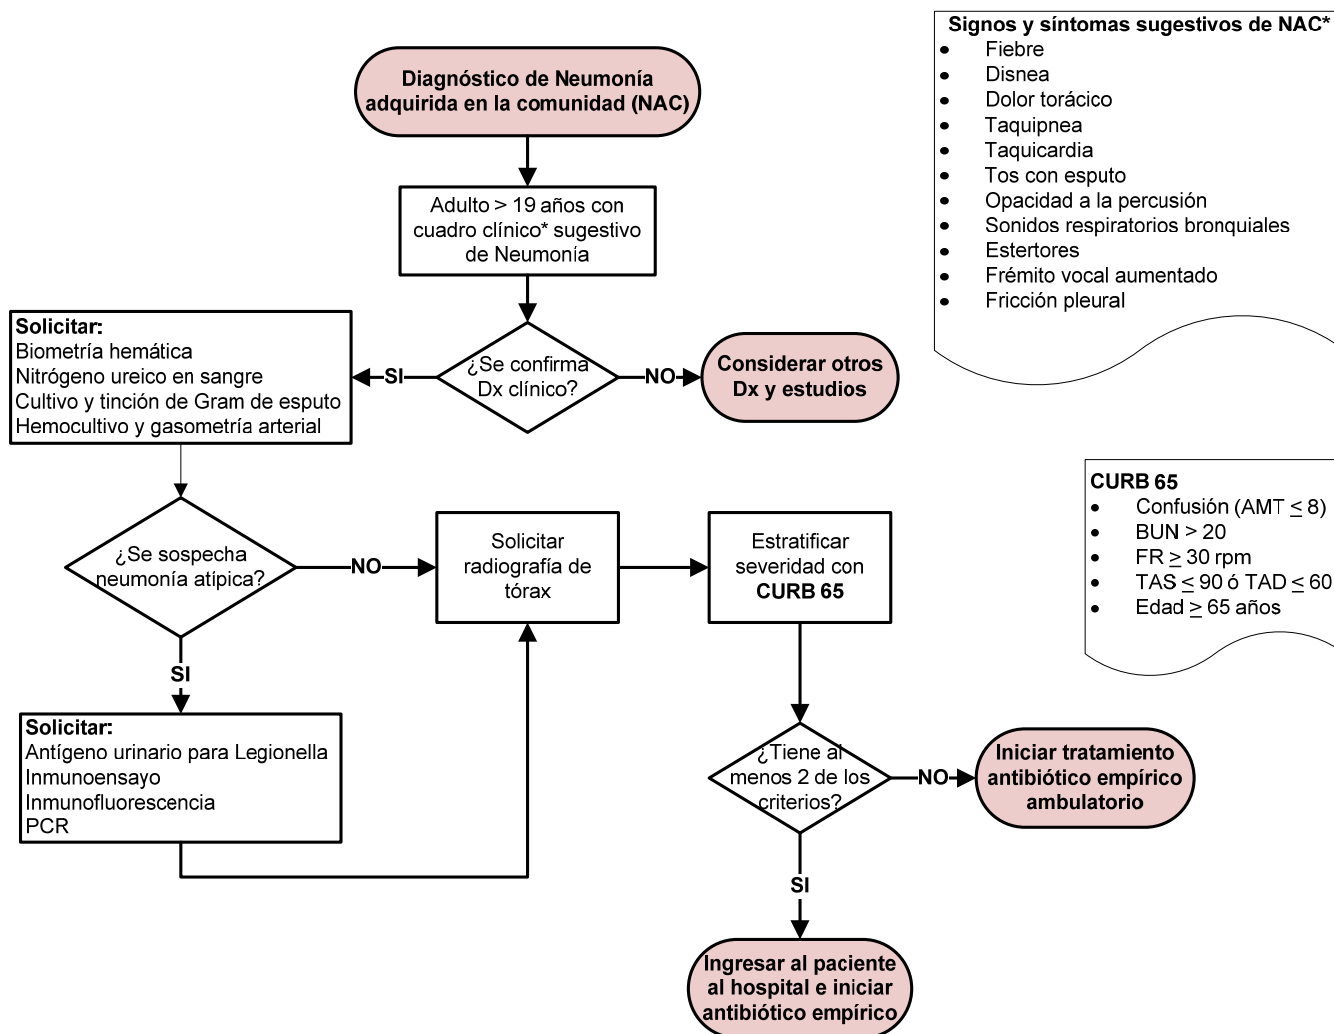 Diagnóstico de Neumonía
adquirida en la comunidad (NAC)
Signos y síntomas sugestivos de NAC*
• Fiebre
• Disnea
• Dolor torácico
• Taquipnea
• Taquicardia
• Tos con esputo
• Opacidad a la percusión
• Sonidos respiratorios bronquiales
• Estertores
• Frémito vocal aumentado
• Fricción pleural
Adulto > 19 años con
cuadro clínico* sugestivo
de Neumonía
¿Se confirma
Dx clínico?
SI
NO
Considerar otros
Dx y estudios
Solicitar:
Biometría hemática
Nitrógeno ureico en sangre
Cultivo y tinción de Gram de esputo
Hemocultivo y gasometría arterial
CURB 65
• Confusión (AMT ≤ 8)
• BUN > 20
• FR ≥ 30 rpm
• TAS ≤ 90 ó TAD ≤ 60
• Edad ≥ 65 años
¿Se sospecha
neumonía atípica?
NO
Solicitar
radiografía de
tórax
Estratificar
severidad con
CURB 65
SI
Solicitar:
Antígeno urinario para Legionella
Inmunoensayo
Inmunofluorescencia
PCR
¿Tiene al
menos 2 de los
criterios?
NO
Iniciar tratamiento
antibiótico empírico
ambulatorio
SI
Ingresar al paciente
al hospital e iniciar
antibiótico empírico